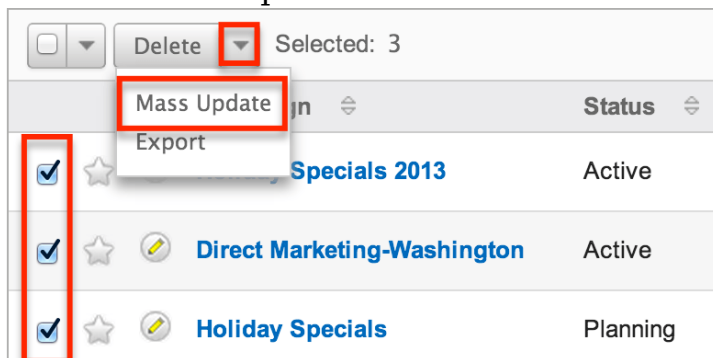 Delete Selected: 3
Mass Update gn Status
Export
Specials 2013 Active
Direct Marketing-Washington Active
Holiday Specials Planning